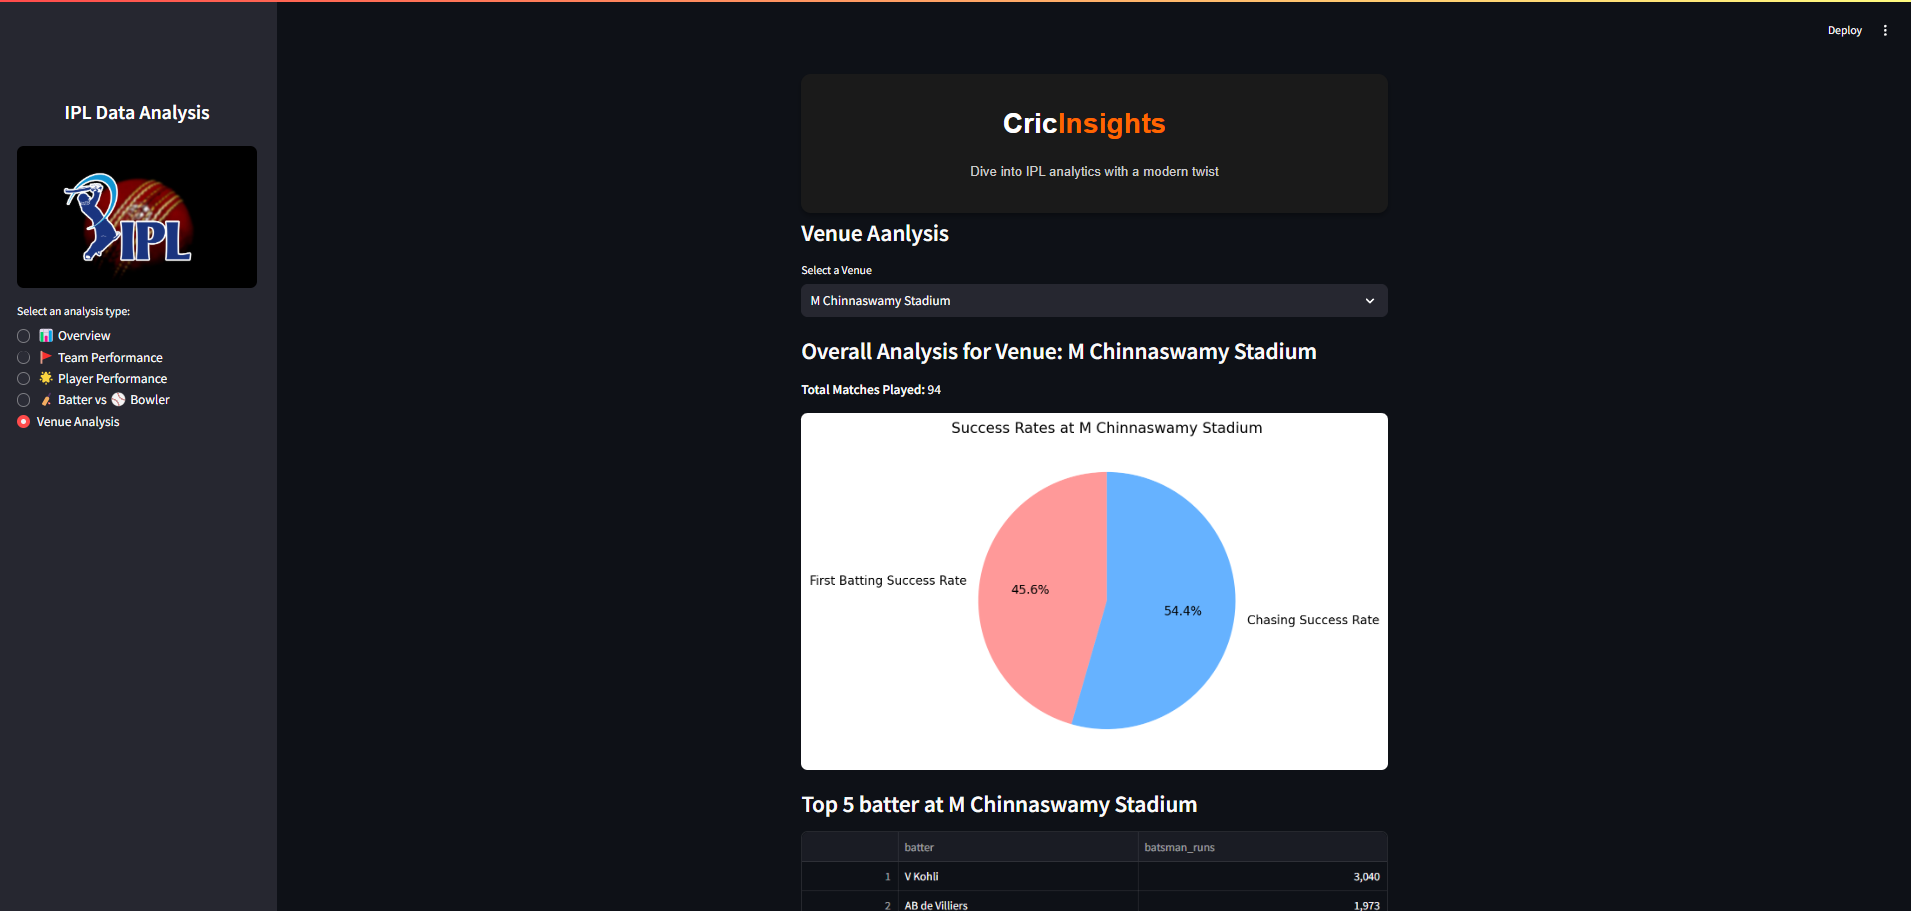 Deploy
IPL Data Analysis
IPL
Select an analysis type:
Overview
Team Performance
Player Performance
Batter vs Bowler
Venue Analysis
CricInsights
Dive into IPL analytics with a modern twist
Venue Aanlysis
Select a Venue
M Chinnaswamy Stadium
Overall Analysis for Venue: M Chinnaswamy Stadium
Total Matches Played: 94
Success Rates at M Chinnaswamy Stadium
First Batting Success Rate
45.6%
54.4%
Chasing Success Rate
Top 5 batter at M Chinnaswamy Stadium
batter batsman_runs
1 V Kohli 3,040
2 AB de Villiers 1,973